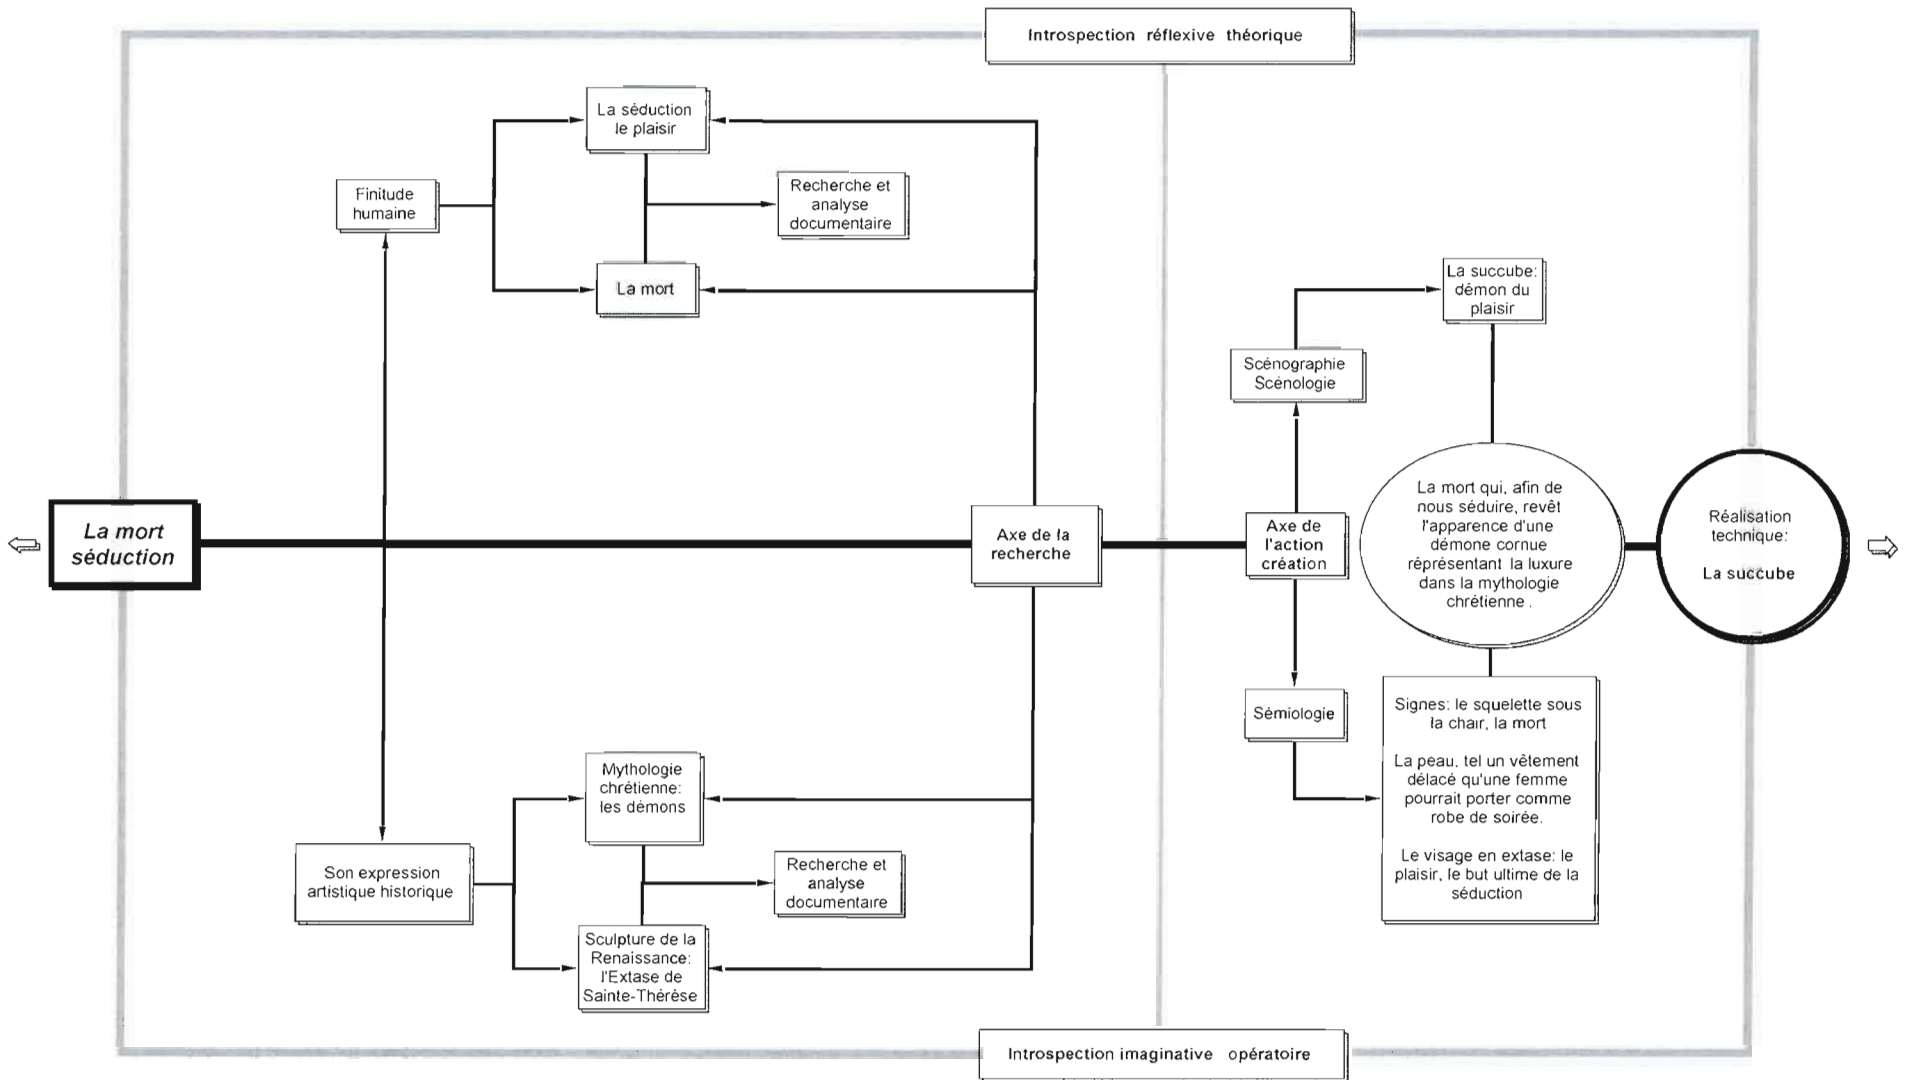 Introspection réflexive théorique
La séduction
le plaisir
Finitude
humaine
Recherche et
analyse
documentaire
La mort
La succube:
démon du
plaisir
Scénographie
Scénologie
La mort
séduction
Axe de la
recherche
Axe de
l'action
création
La mort qui, afin de
nous séduire, revêt
l'apparence d'une
démone cornue
réprésentant la luxure
dans la mythologie
chrétienne .
Réalisation
technique:
La succube
Sémiologie
Signes: le squelette sous
la chair, la mort
La peau, tel un vêtement
délacé qu'une femme
pourrait porter comme
robe de soirée.
Le visage en extase: le
plaisir, le but ultime de la
séduction
Mythologie
chrétienne:
les démons
Son expression
artistique historique
Recherche et
analyse
documentaire
Sculpture de la
Renaissance:
l'Extase de
Sainte-Thérèse
Introspection imaginative opératoire